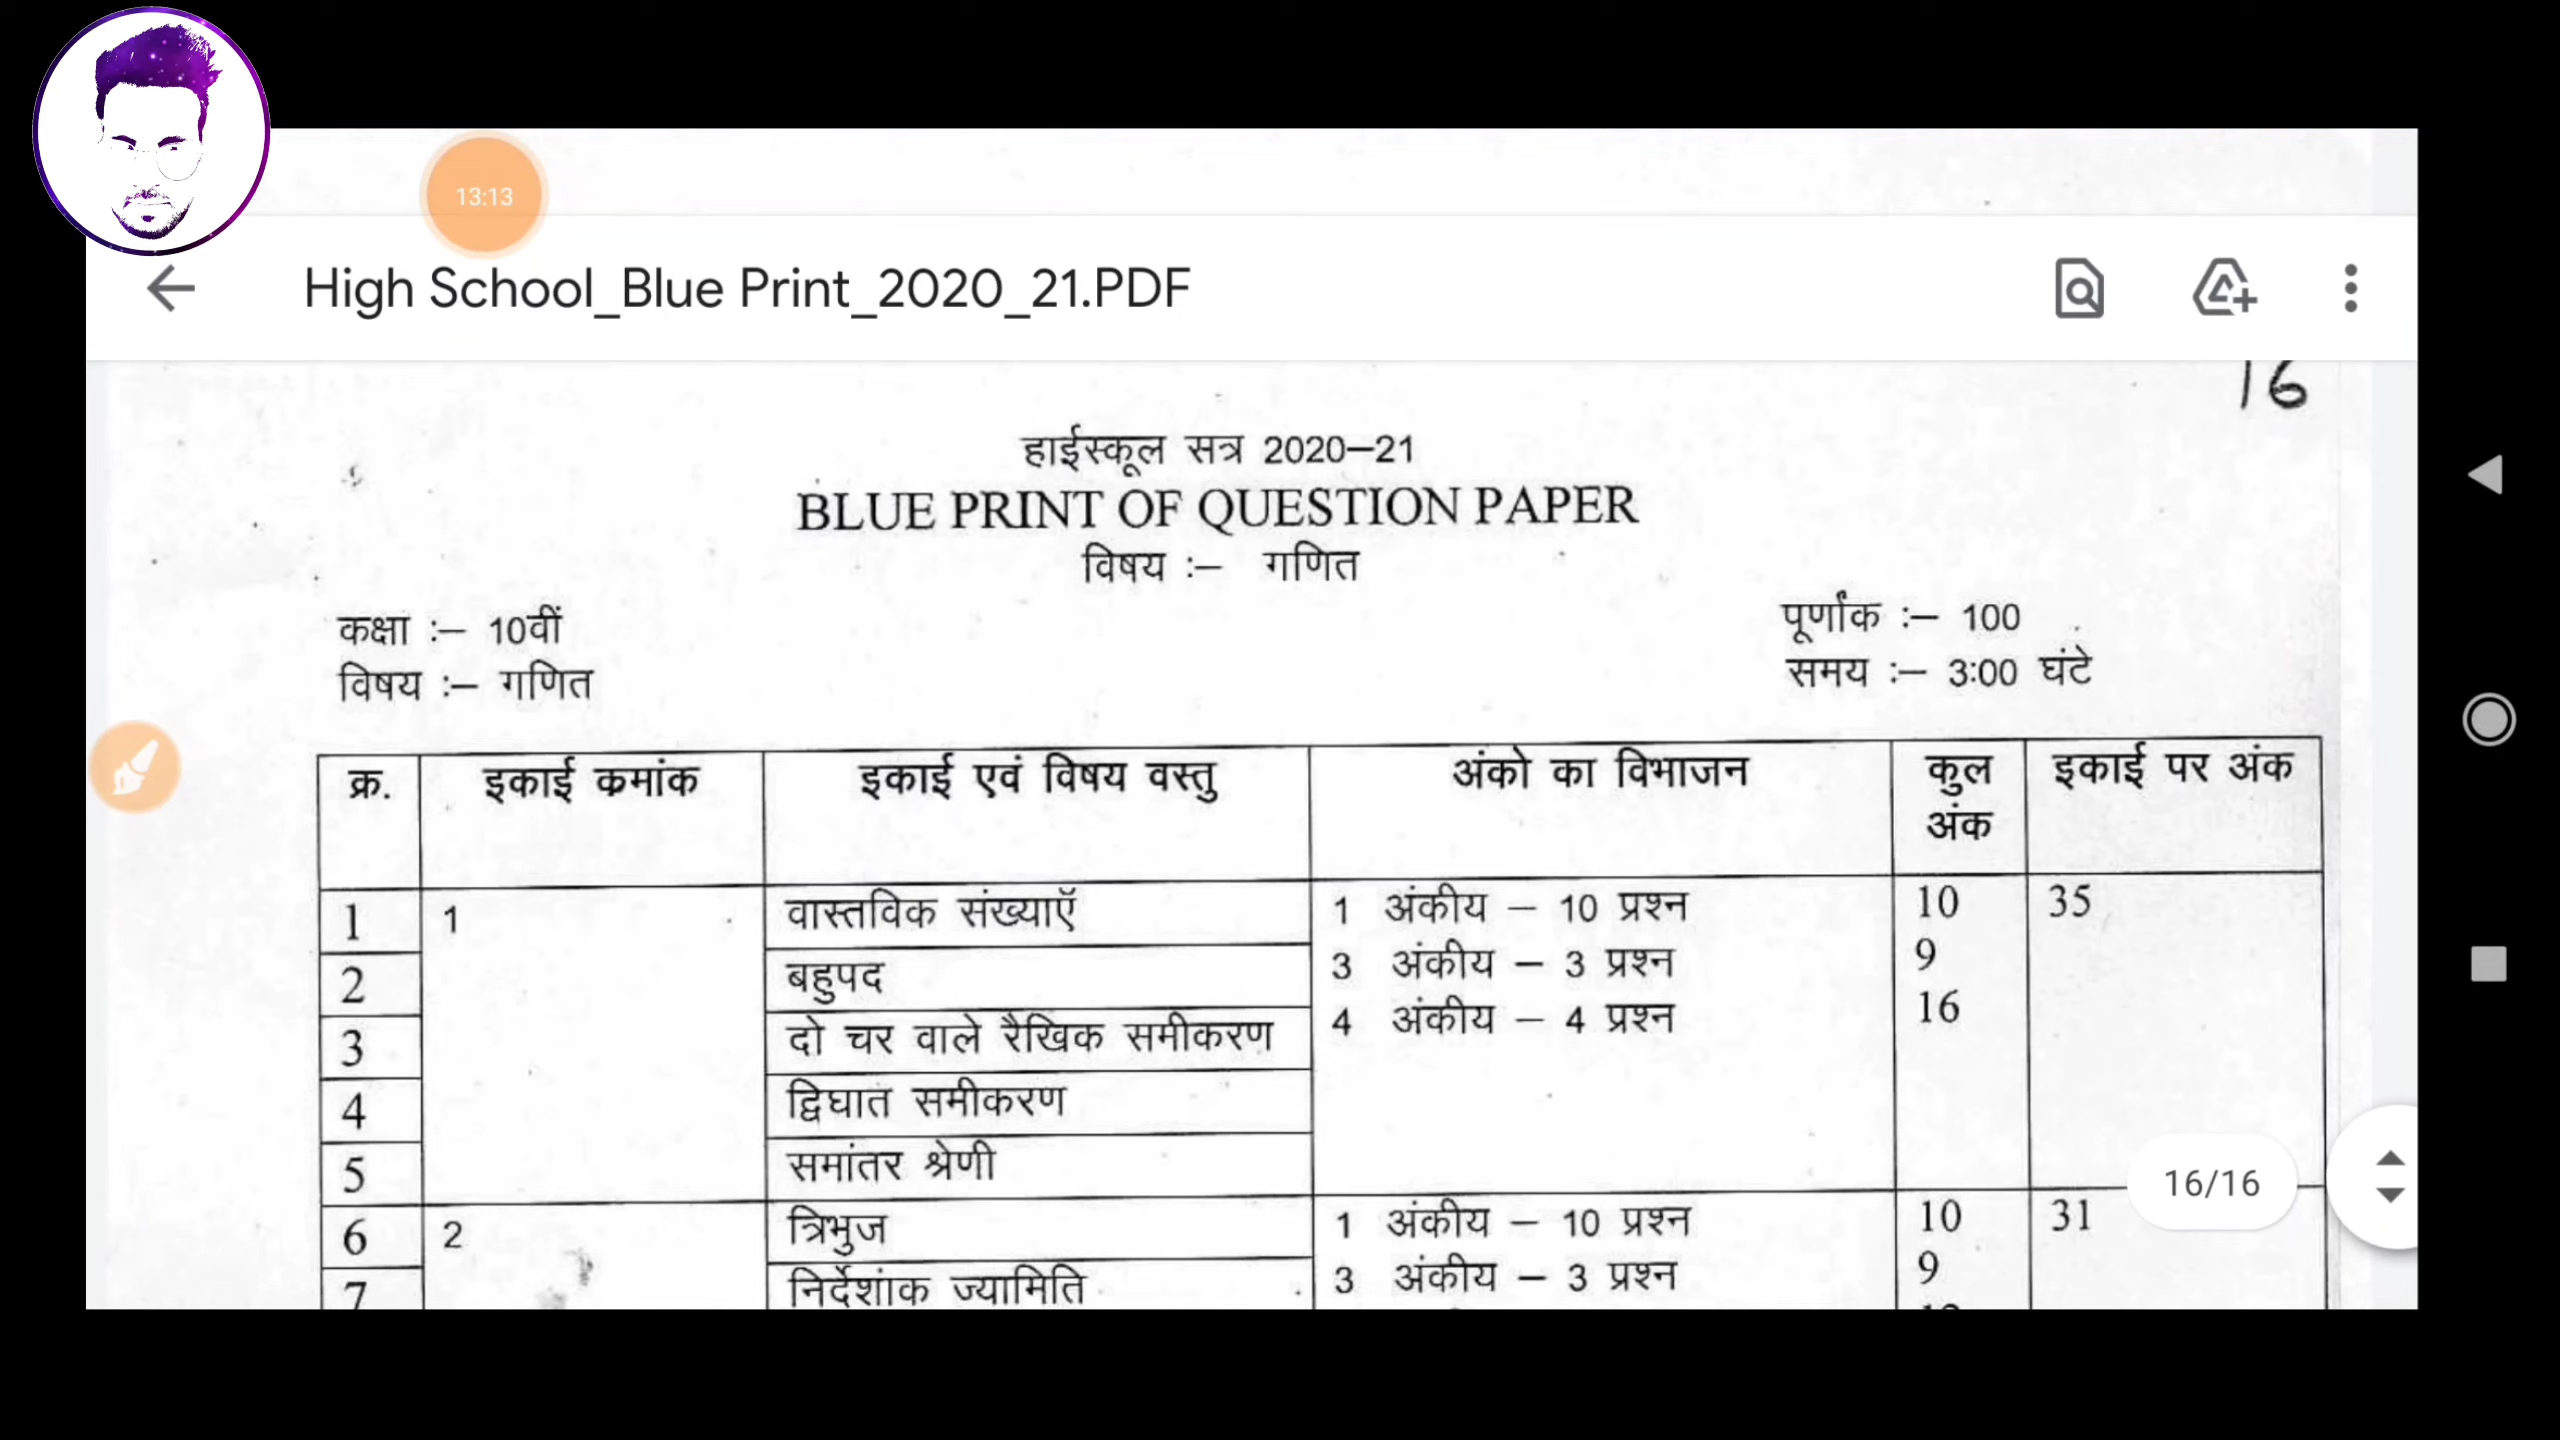 13:13
High School_Blue Print_2020_21.PDF
16
हाईस्कूल सत्र 2020–21
BLUE PRINT OF QUESTION PAPER
विषय :– गणित
कक्षा :– 10वीं
पूर्णांक :– 100
विषय :– गणित
समय :– 3:00 घंटे
क्र. इकाई कमांक इकाई एवं विषय वस्तु अंको का विभाजन कुल अंक इकाई पर अंक
1 1 वास्तविक संख्याऍ 1 अंकीय – 10 प्रश्न 10 35
2 बहुपद 3 अंकीय – 3 प्रश्न 9
3 दो चर वाले रैखिक समीकरण 4 अंकीय – 4 प्रश्न 16
4 द्विघात समीकरण
5 समांतर श्रेणी
16/16
6 2 त्रिभुज 1 अंकीय – 10 प्रश्न 10 31
7 निर्देशांक ज्यामिति 3 अंकीय – 3 प्रश्न 9